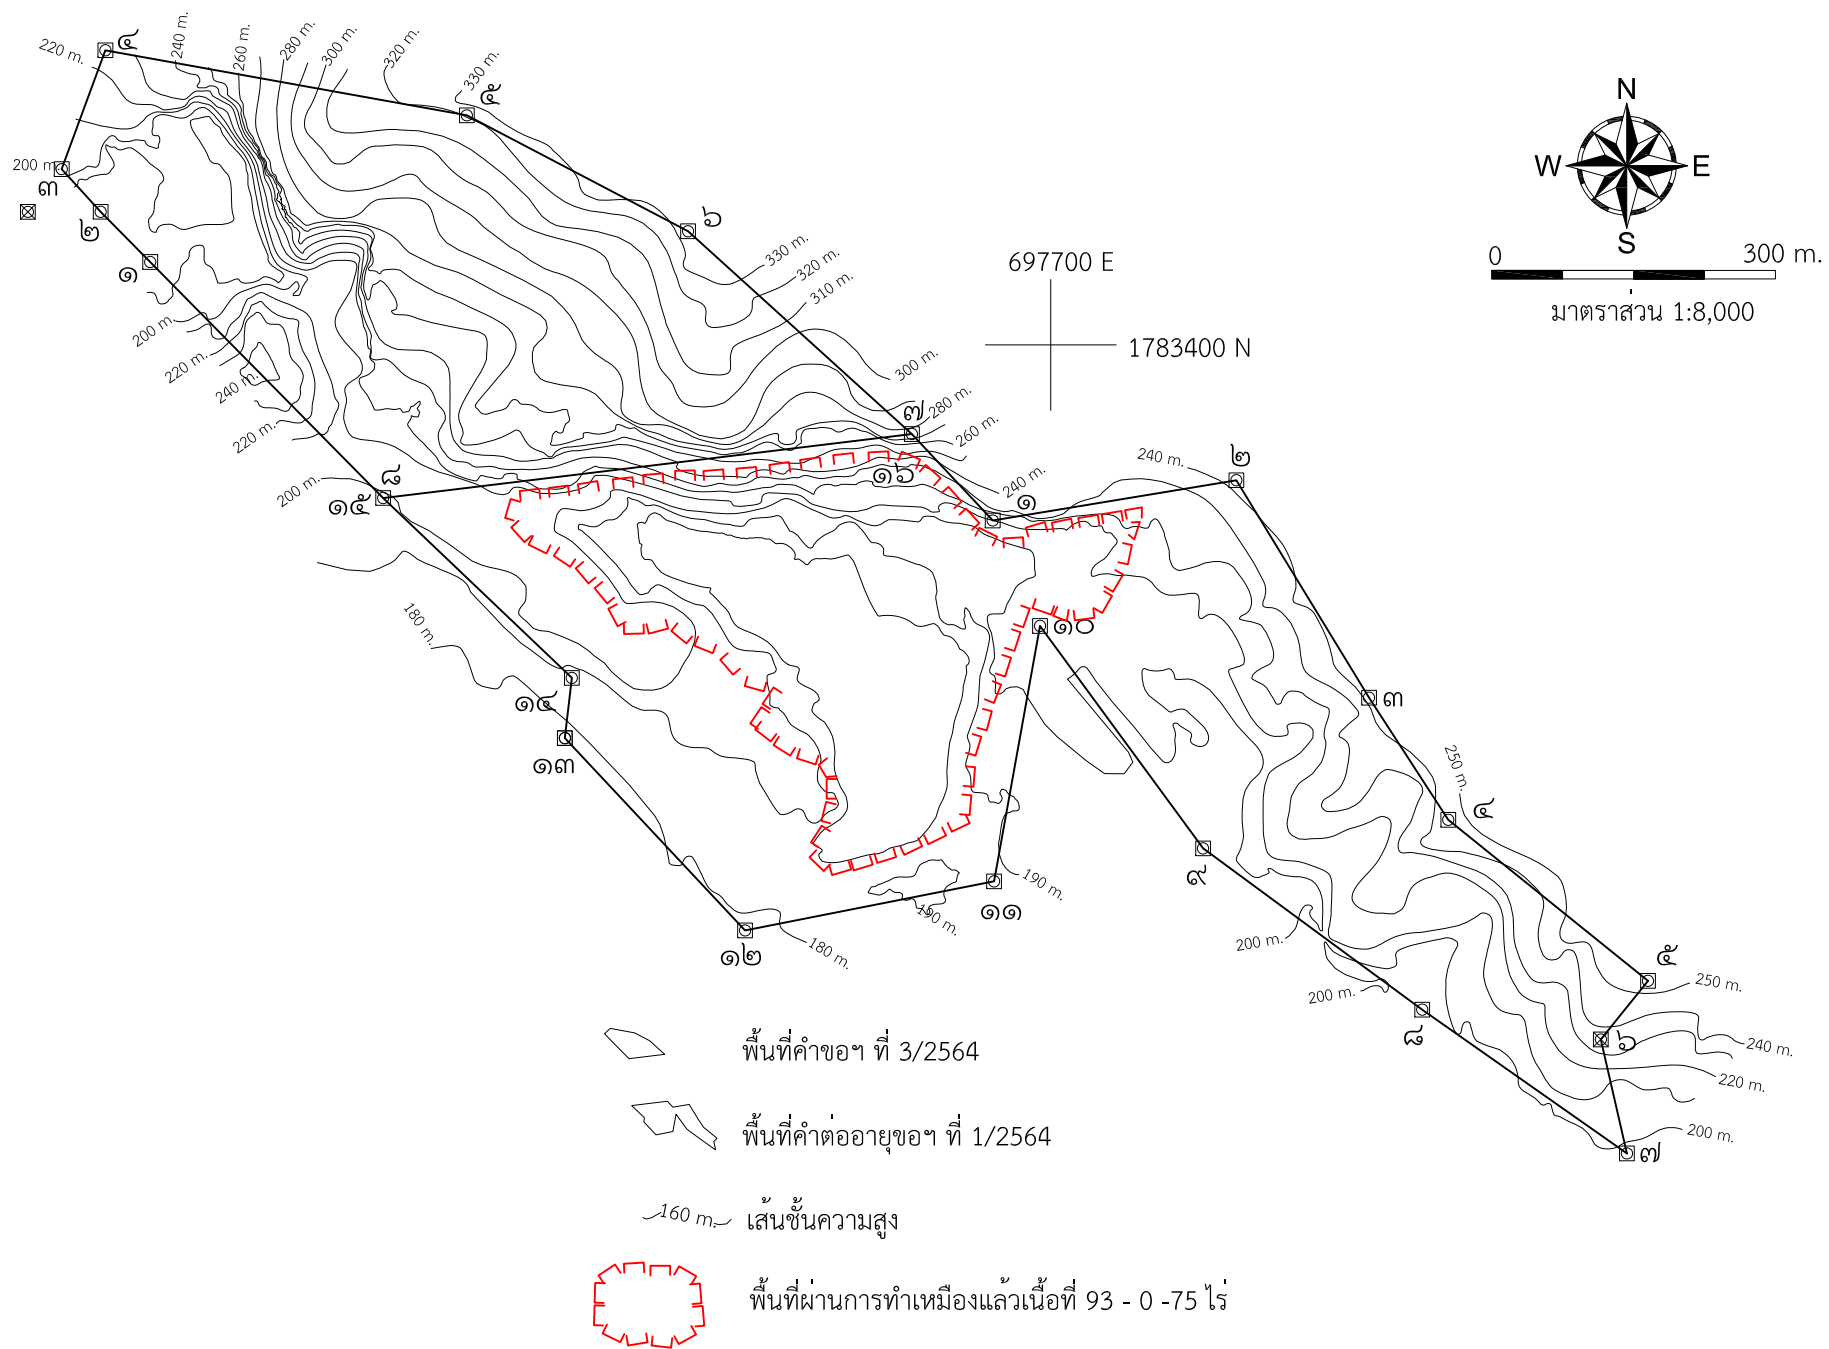 220 m.
240 m.
260 m.
280 m.
300 m.
320 m.
330 m.
๔
๕
200 m.
๓
๒
๑
๖
330 m.
320 m.
310 m.
300 m.
200 m.
220 m.
240 m.
220 m.
200 m.
๗
280 m.
260 m.
240 m.
๘
๑๕
๑๖
๑
240 m.
๒
697700 E
1783400 N
N
W
E
S
0
300 m.
มาตราส่วน 1:8,000
180 m.
๑๔
๑๓
๑๐
๓
250 m.
๔
๙
190 m.
190 m.
๑๑
๑๒
180 m.
200 m.
200 m.
๕
250 m.
๘
๖
240 m.
220 m.
200 m.
๗
พื้นที่คำขอฯ ที่ 3/2564
พื้นที่คำต่ออายุขอฯ ที่ 1/2564
160 m.
เส้นชั้นความสูง
พื้นที่ผ่านการทำเหมืองแล้วเนื้อที่ 93 - 0 -75 ไร่